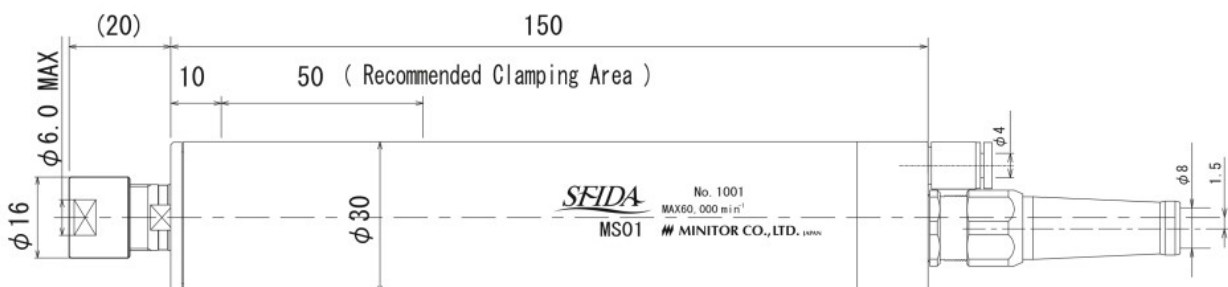 (20)
150
10
50 ( Recommended Clamping Area )
φ6.0 MAX
φ16
φ30
φ4
φ8
1.5
SFIDA
No. 1001
MAX60,000 min⁻¹
MS01
MINITOR CO.,LTD. JAPAN